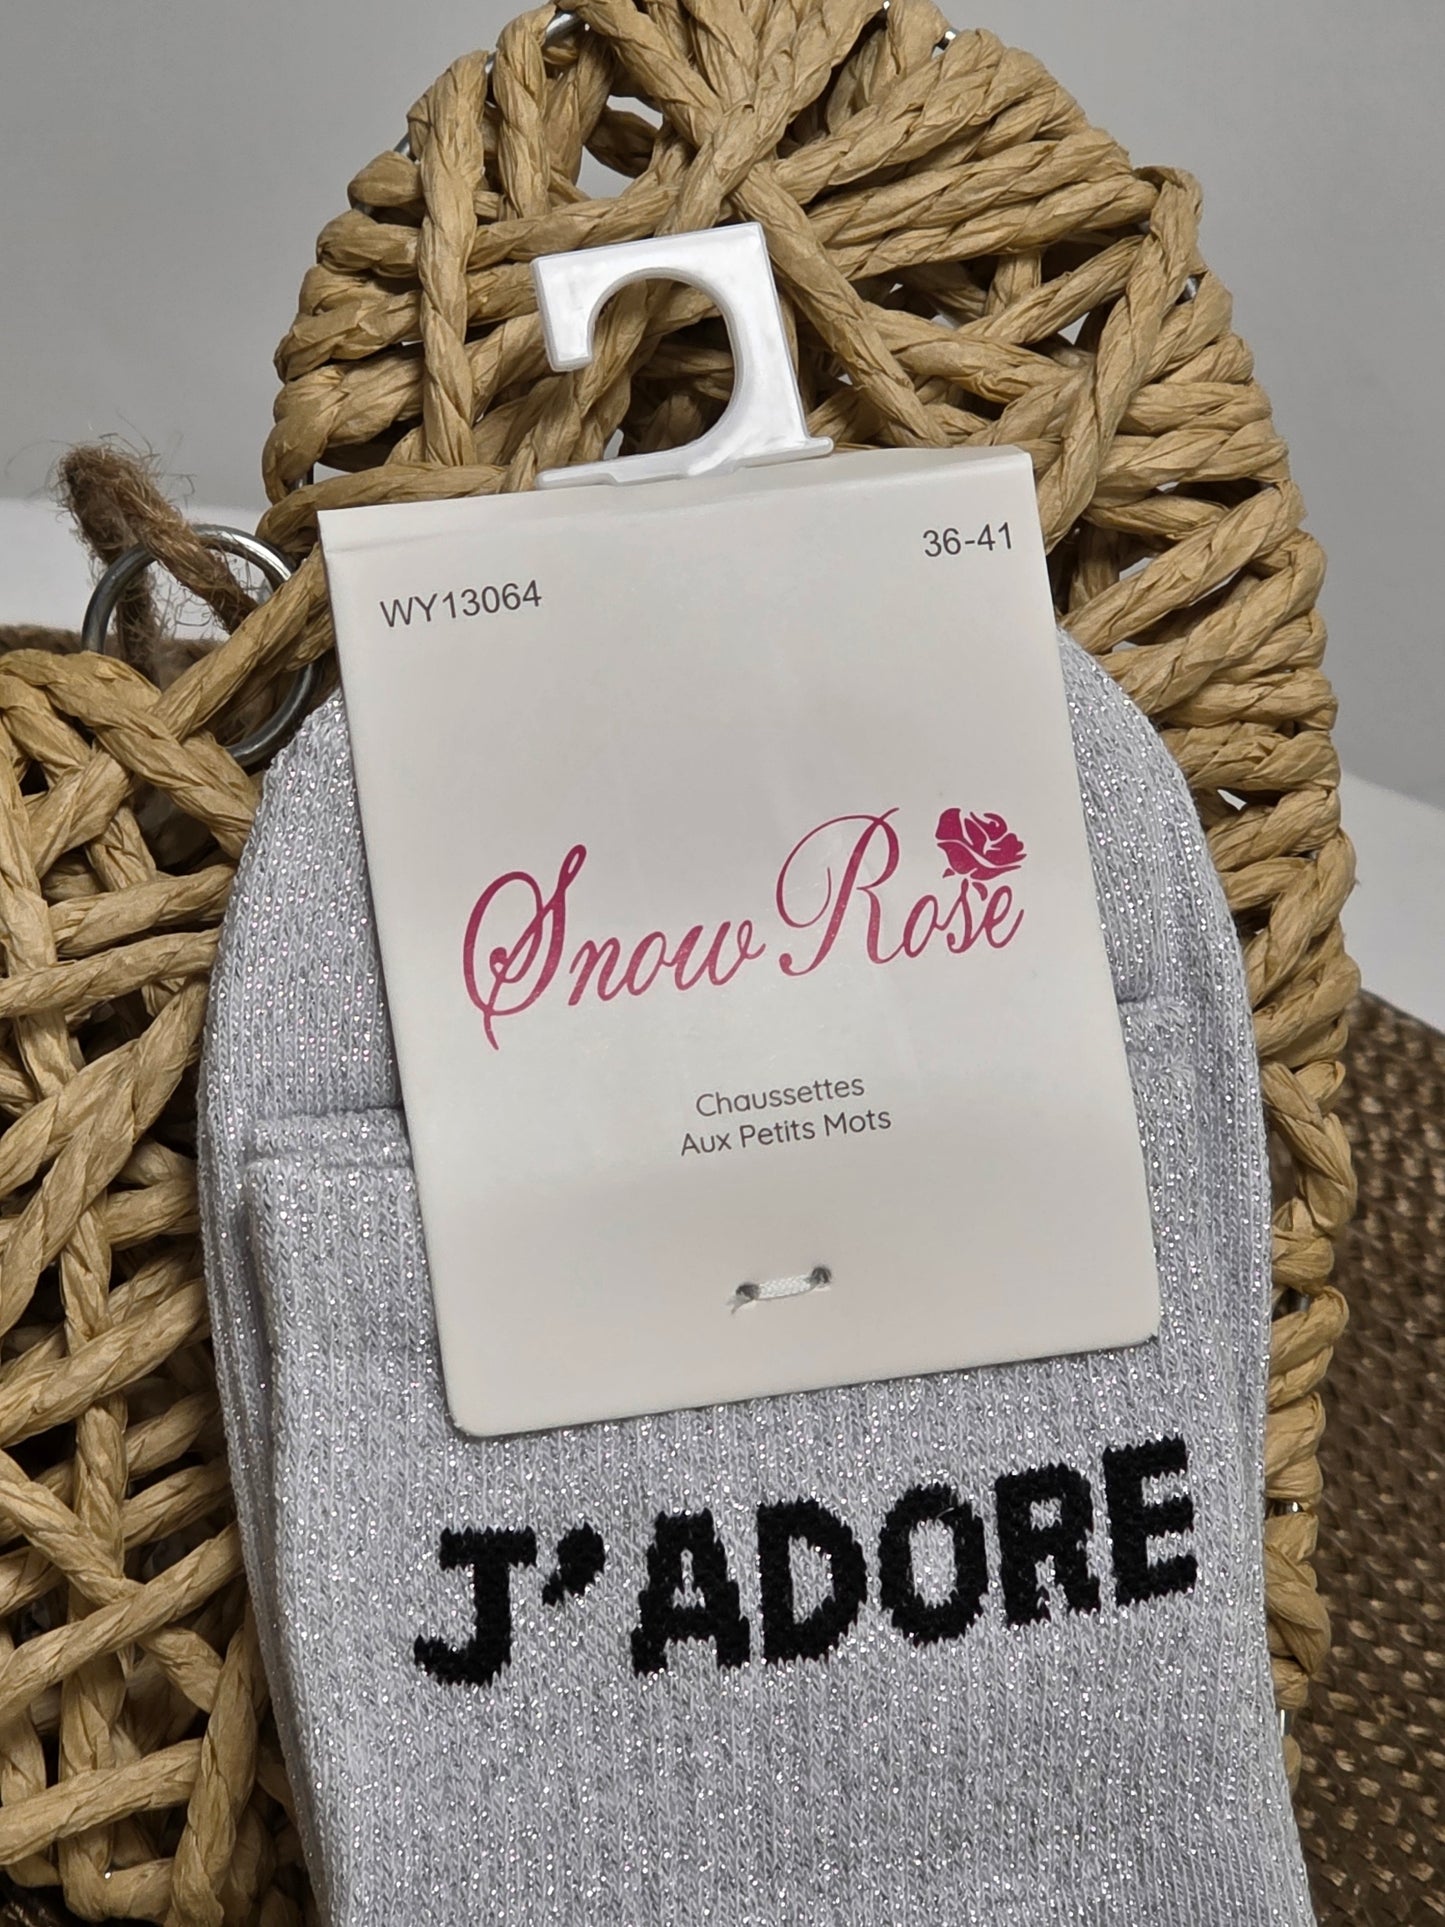 36-41
WY13064
Snow Rose
Chaussettes
Aux Petits Mots
J'ADORE